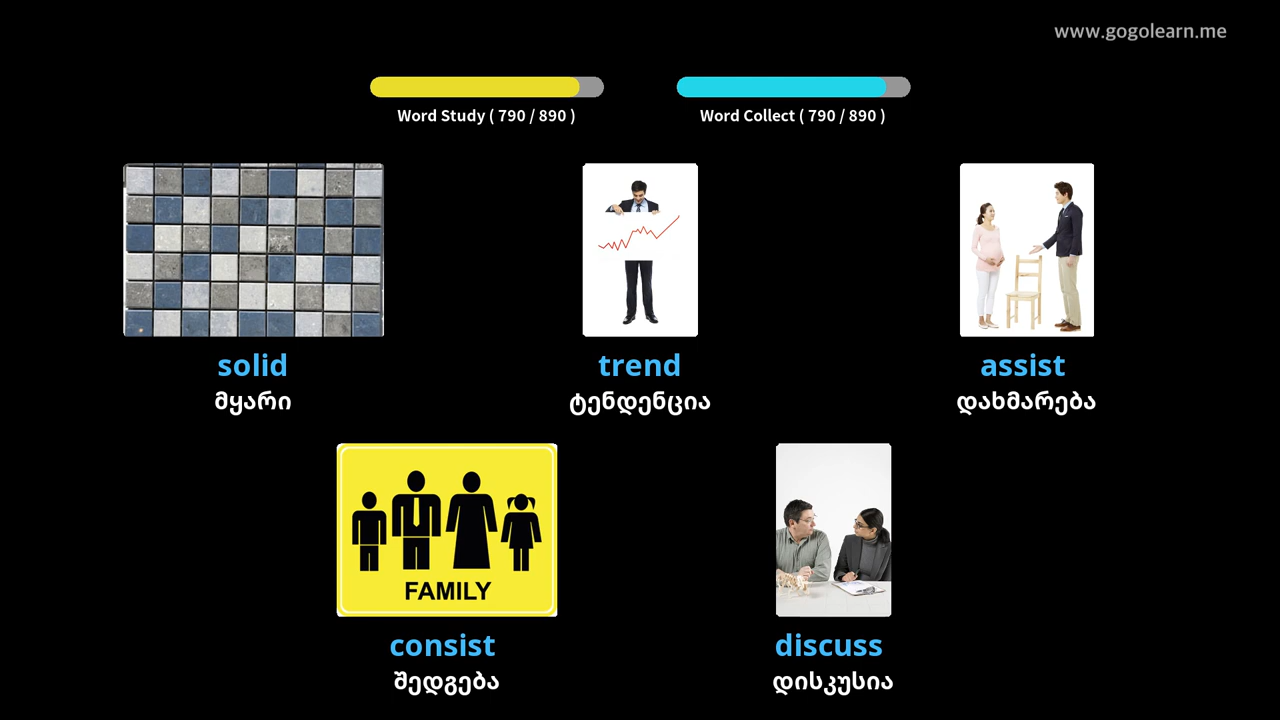 www.gogolearn.me
Word Study ( 790 / 890 )
Word Collect ( 790 / 890 )
solid
მყარი
trend
ტენდენცია
assist
დახმარება
FAMILY
consist
შედგება
discuss
დისკუსია